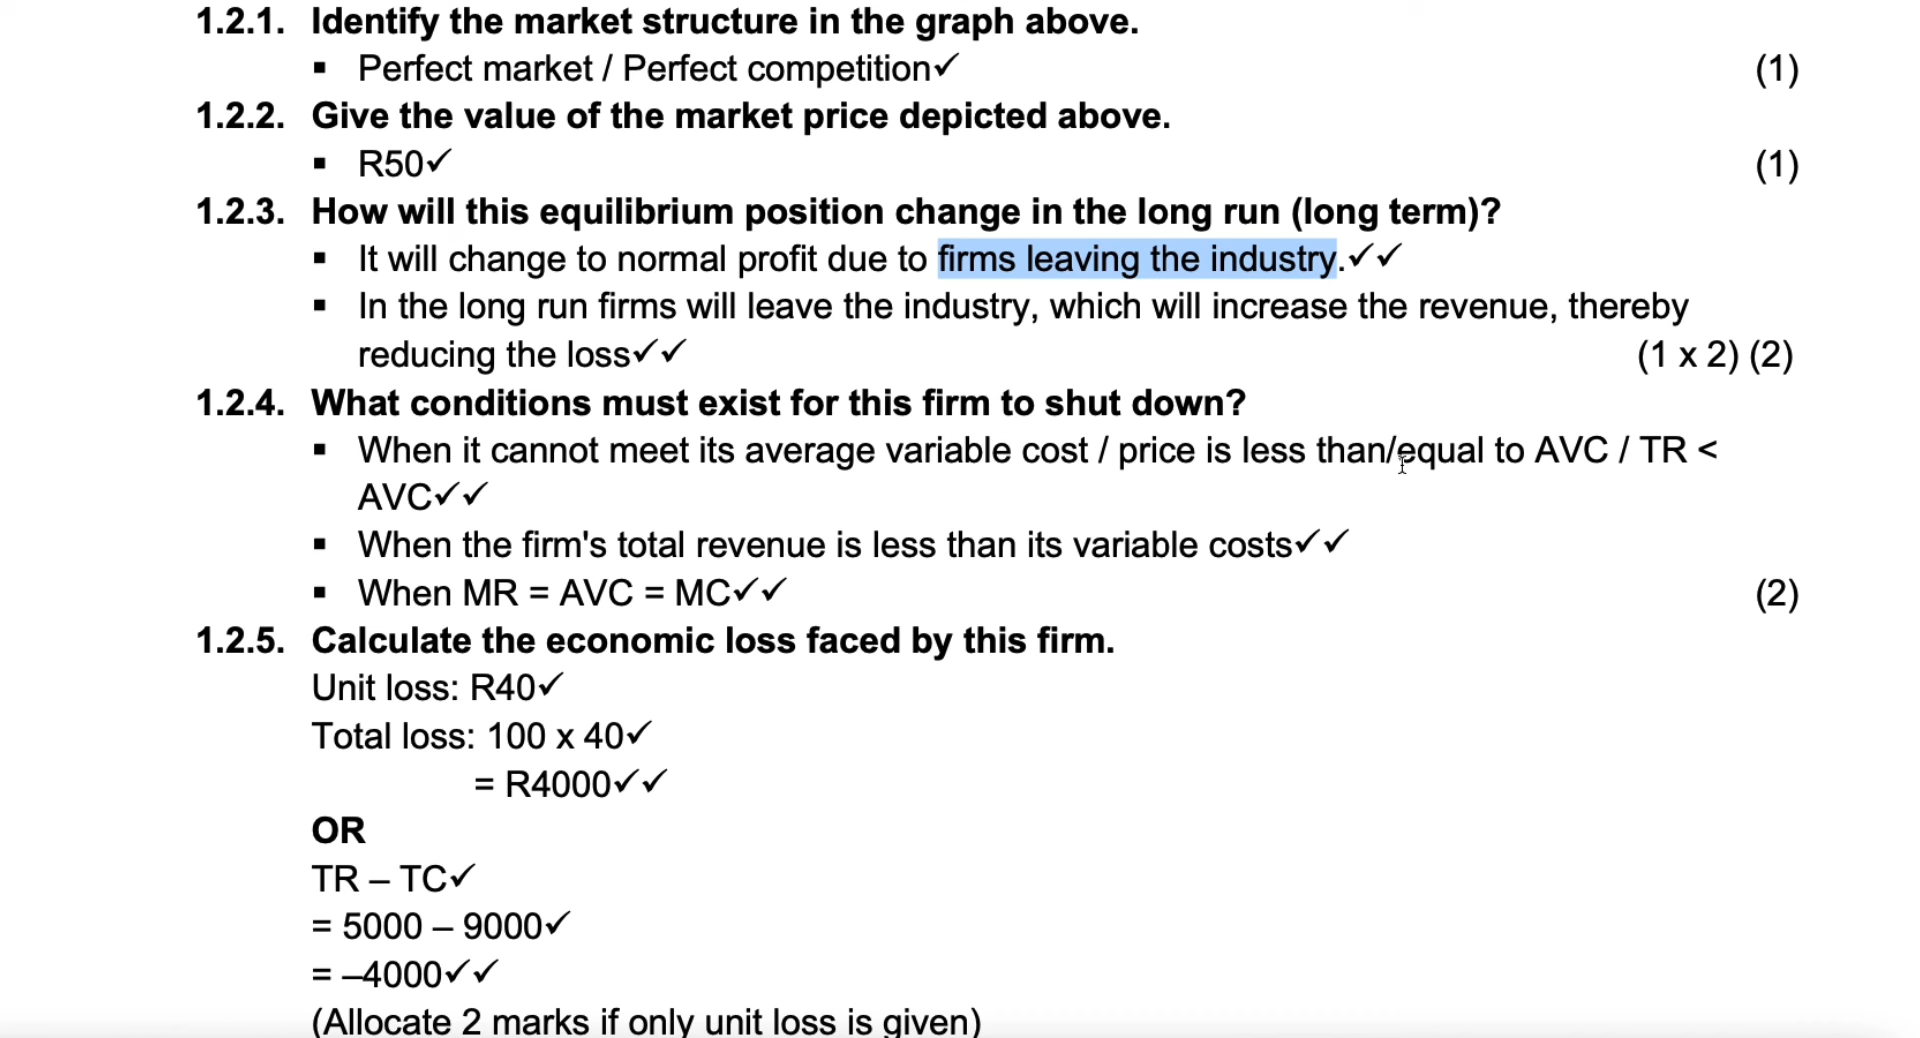 1.2.1. Identify the market structure in the graph above.
▪ Perfect market / Perfect competition✓ (1)
1.2.2. Give the value of the market price depicted above.
▪ R50✓ (1)
1.2.3. How will this equilibrium position change in the long run (long term)?
▪ It will change to normal profit due to firms leaving the industry.✓✓
▪ In the long run firms will leave the industry, which will increase the revenue, thereby
reducing the loss✓✓ (1 x 2) (2)
1.2.4. What conditions must exist for this firm to shut down?
▪ When it cannot meet its average variable cost / price is less than/equal to AVC / TR <
AVC✓✓
▪ When the firm's total revenue is less than its variable costs✓✓
▪ When MR = AVC = MC✓✓ (2)
1.2.5. Calculate the economic loss faced by this firm.
Unit loss: R40✓
Total loss: 100 x 40✓
= R4000✓✓
OR
TR – TC✓
= 5000 – 9000✓
= –4000✓✓
(Allocate 2 marks if only unit loss is given)